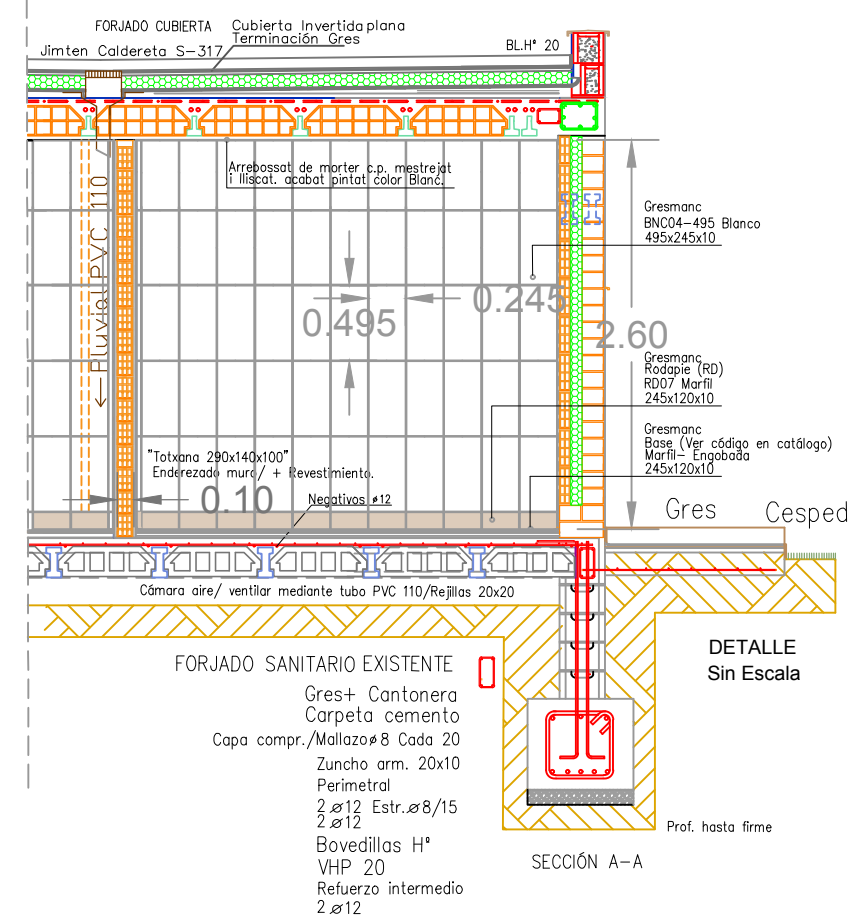 FORJADO CUBIERTA
Cubierta Invertida plana
Terminación Gres
Jimten Caldereta S-317
BL.Hº 20
Arrebossat de morter c.p. mestrejat
i lliscat. acabat pintat color Blanc.
←Pluvial PVC 110
Gresmanc
BNC04-495 Blanco
495x245x10
0.495
0.245
2.60
Gresmanc
Rodapie (RD)
RD07 Marfil
245x120x10
Gresmanc
Base (Ver código en catálogo)
Marfil- Engobada
245x120x10
"Totxana 290x140x100"
Enderezado muro/ + Revestimiento.
0.10
Negativos ø12
Gres
Cesped
Cámara aire/ ventilar mediante tubo PVC 110/Rejillas 20x20
DETALLE
Sin Escala
FORJADO SANITARIO EXISTENTE
Gres+ Cantonera
Carpeta cemento
Capa compr./Mallazoø8 Cada 20
Zuncho arm. 20x10
Perimetral
2 ø12 Estr.ø8/15
2 ø12
Bovedillas Hº
VHP 20
Refuerzo intermedio
2 ø12
Prof. hasta firme
SECCIÓN A-A